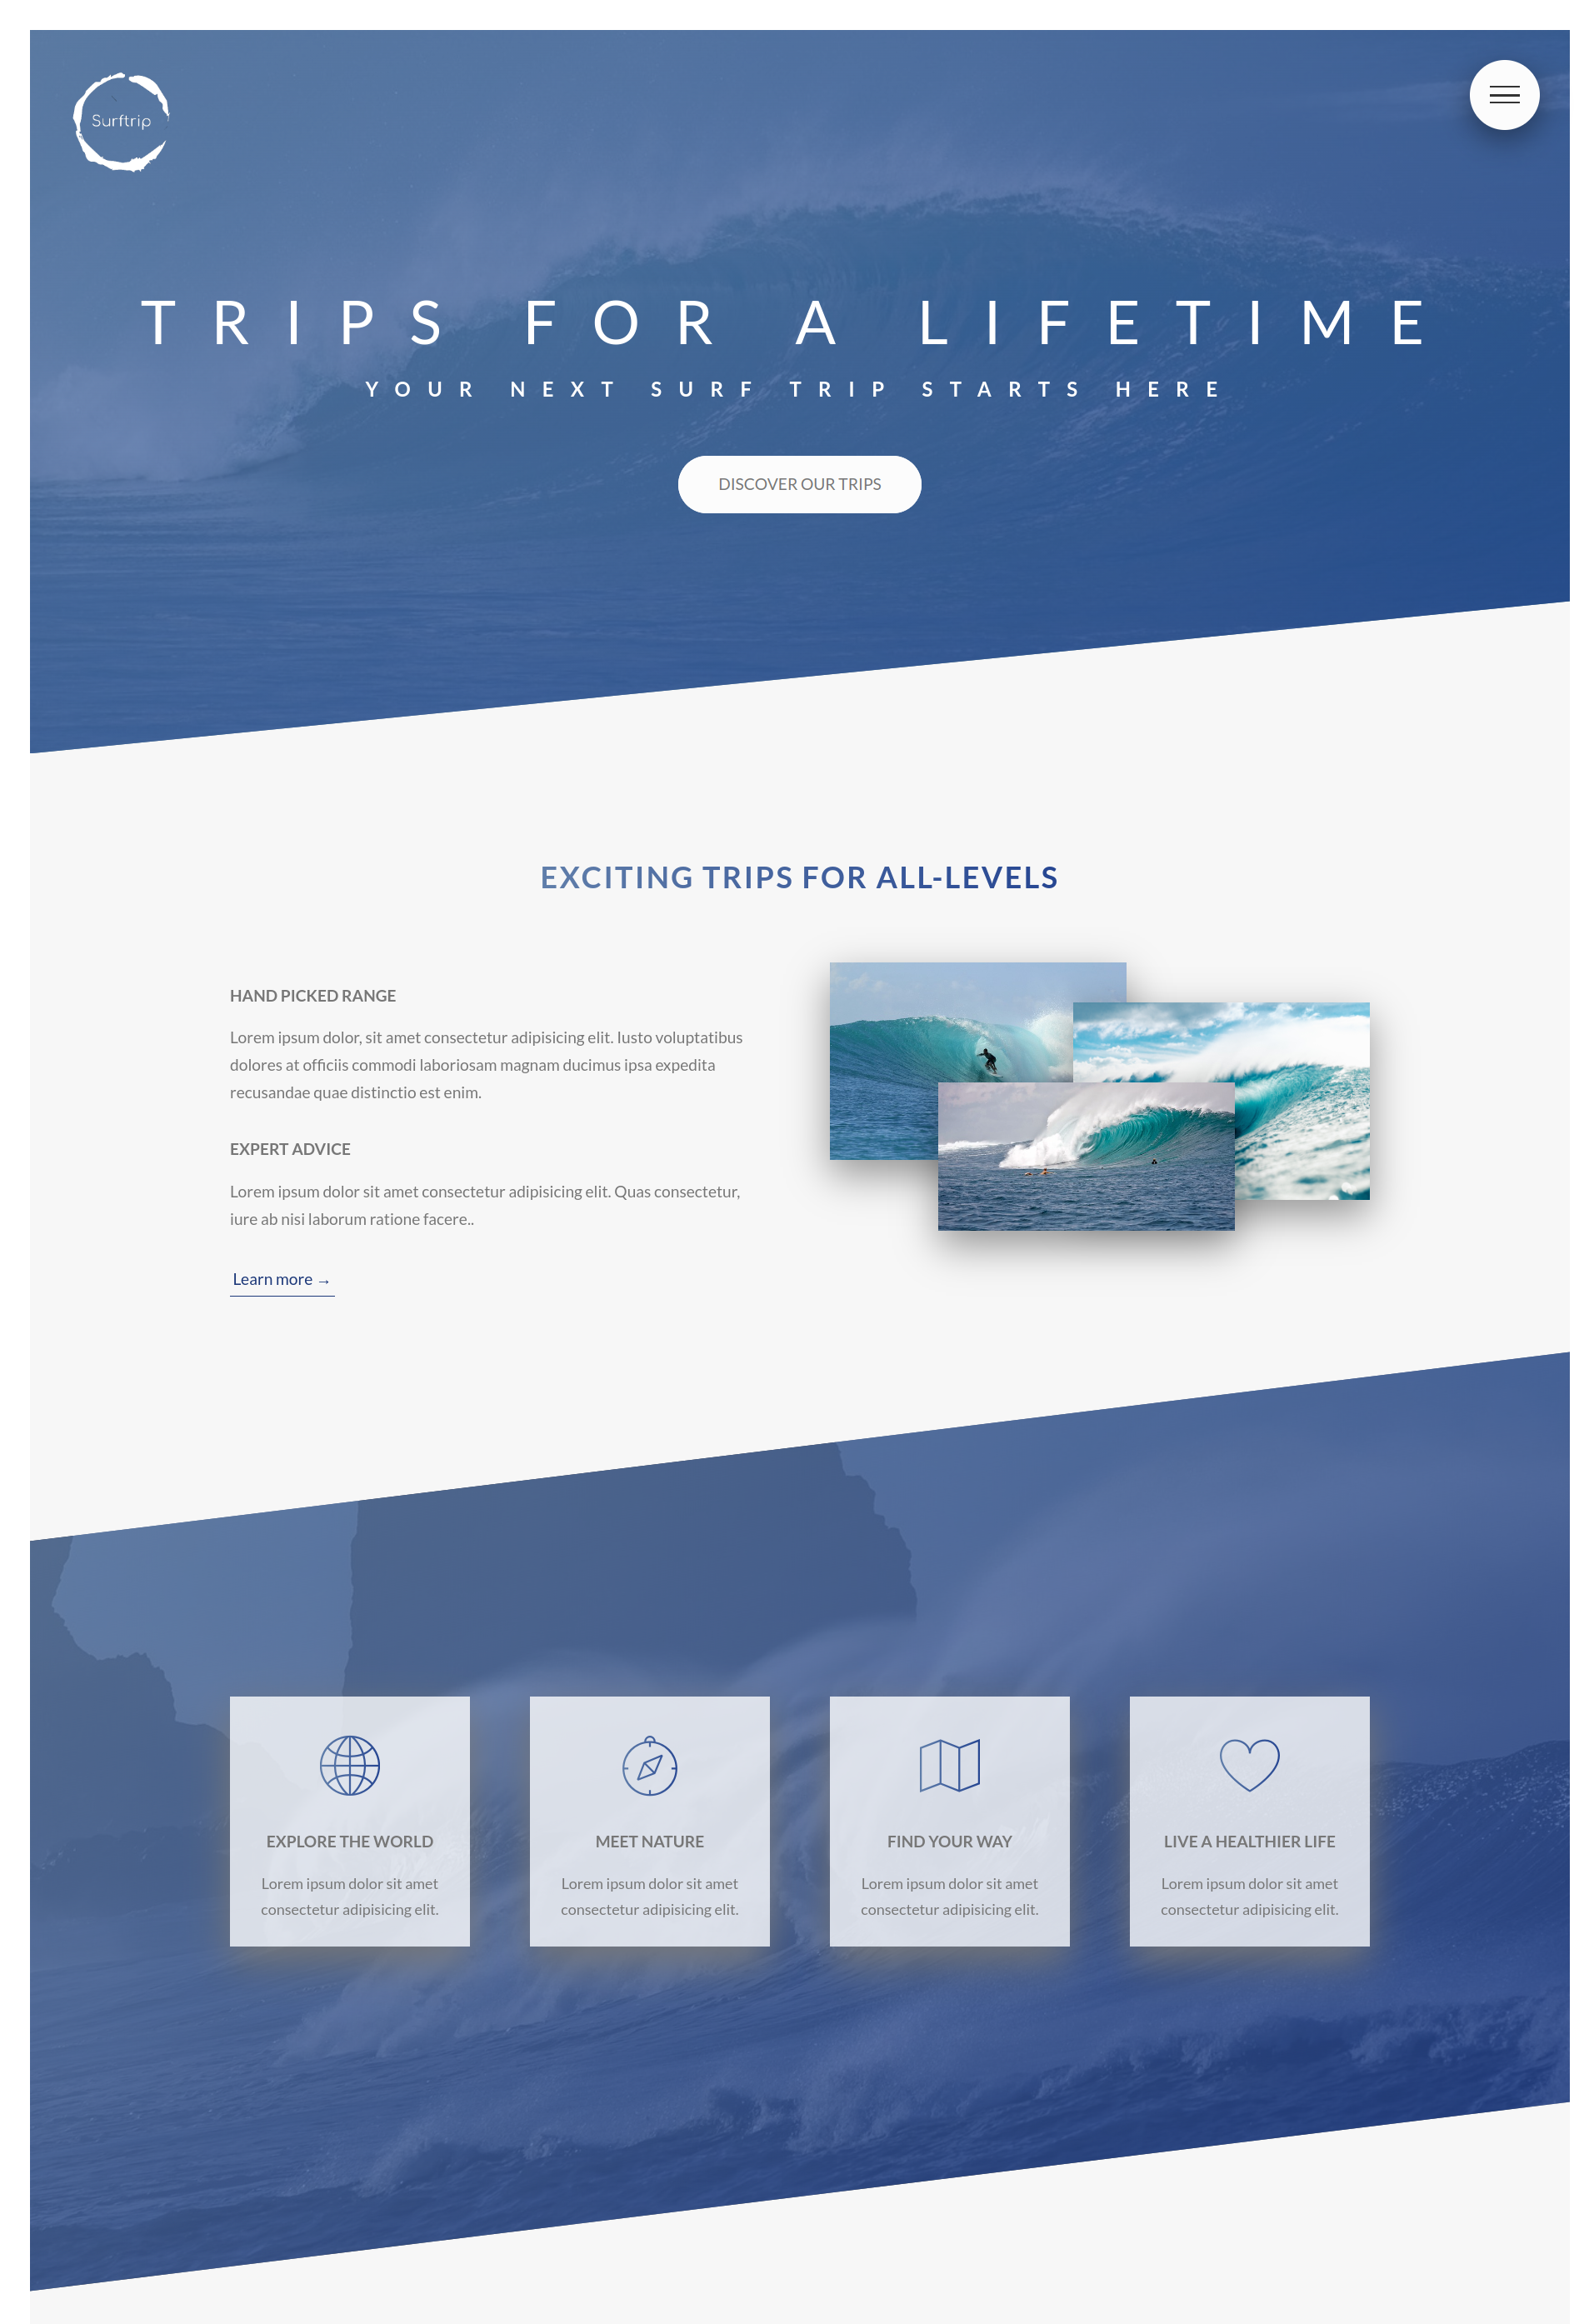 Surftrip
TRIPS FOR A LIFETIME
YOUR NEXT SURF TRIP STARTS HERE
DISCOVER OUR TRIPS
EXCITING TRIPS FOR ALL-LEVELS
HAND PICKED RANGE
Lorem ipsum dolor, sit amet consectetur adipisicing elit. Iusto voluptatibus
dolores at officiis commodi laboriosam magnam ducimus ipsa expedita
recusandae quae distinctio est enim.
EXPERT ADVICE
Lorem ipsum dolor sit amet consectetur adipisicing elit. Quas consectetur,
iure ab nisi laborum ratione facere..
Learn more →
EXPLORE THE WORLD
Lorem ipsum dolor sit amet
consectetur adipisicing elit.
MEET NATURE
Lorem ipsum dolor sit amet
consectetur adipisicing elit.
FIND YOUR WAY
Lorem ipsum dolor sit amet
consectetur adipisicing elit.
LIVE A HEALTHIER LIFE
Lorem ipsum dolor sit amet
consectetur adipisicing elit.